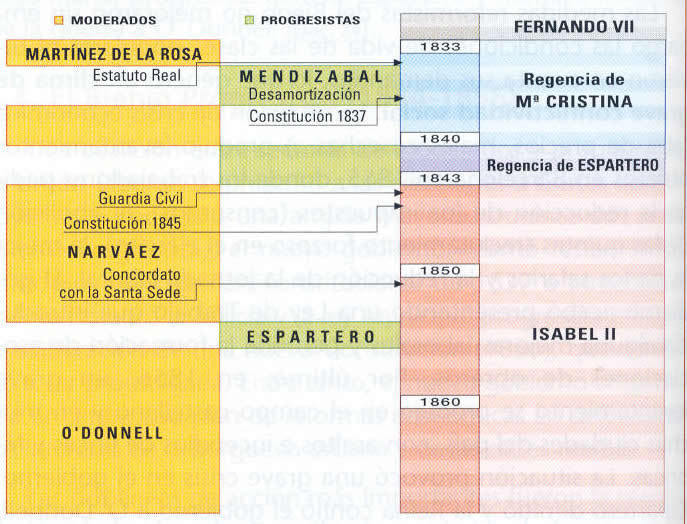 MODERADOS
PROGRESISTAS
FERNANDO VII
1833
MARTÍNEZ DE LA ROSA
Estatuto Real
MENDIZABAL
Desamortización
Constitución 1837
Regencia de
Mª CRISTINA
1840
Regencia de ESPARTERO
1843
Guardia Civil
Constitución 1845
NARVÁEZ
Concordato
con la Santa Sede
1850
ESPARTERO
ISABEL II
1860
O'DONNELL